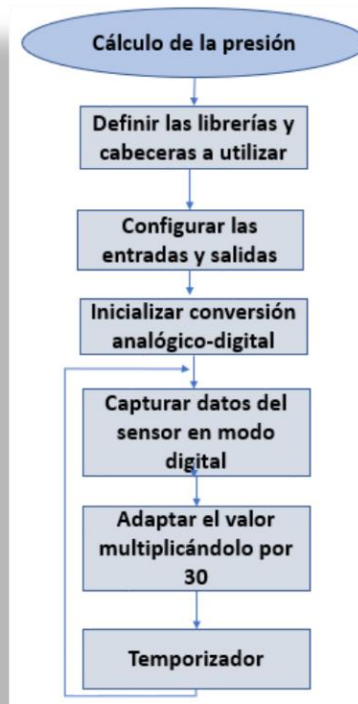 Cálculo de la presión
Definir las librerías y
cabeceras a utilizar
Configurar las
entradas y salidas
Inicializar conversión
analógico-digital
Capturar datos del
sensor en modo
digital
Adaptar el valor
multiplicándolo por
30
Temporizador